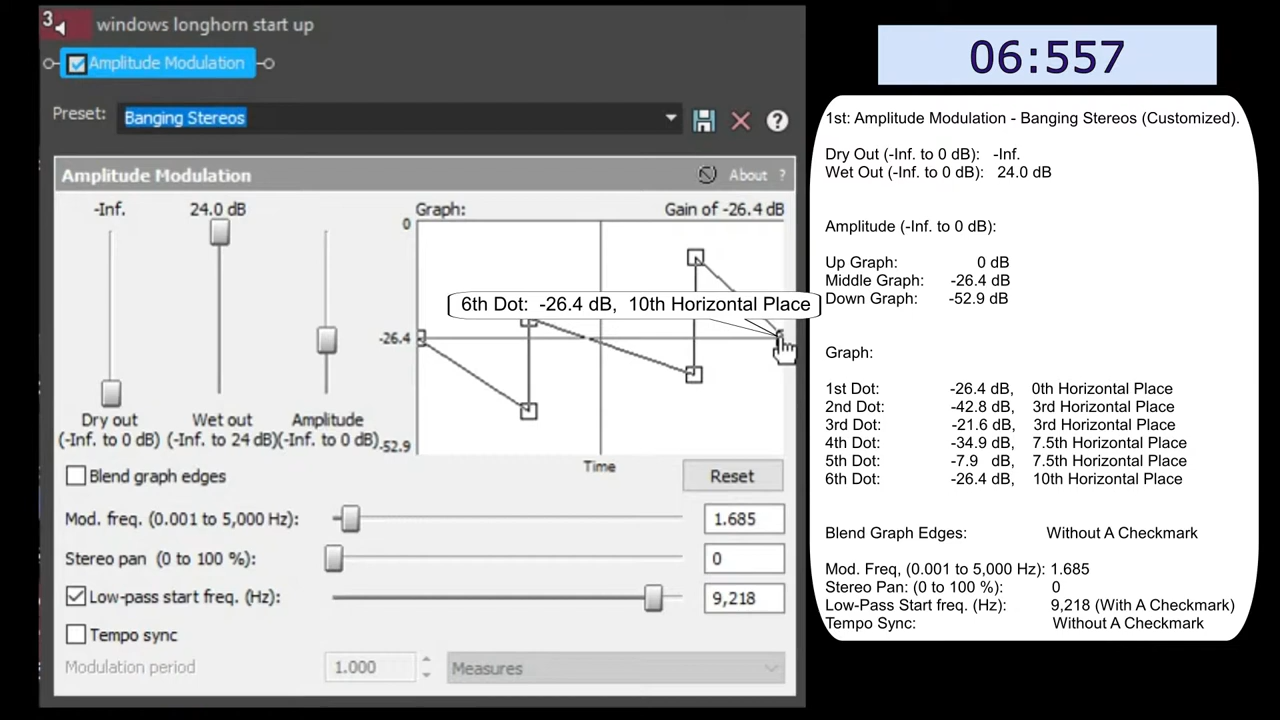 3
windows longhorn start up
Amplitude Modulation
Preset: Banging Stereos
?
Amplitude Modulation
About ?
-Inf. 24.0 dB Graph: Gain of -26.4 dB
0
-26.4
-52.9
Dry out Wet out Amplitude
(-Inf. to 0 dB) (-Inf. to 24 dB) (-Inf. to 0 dB)
Time
6th Dot: -26.4 dB, 10th Horizontal Place
Blend graph edges Reset
Mod. freq. (0.001 to 5,000 Hz): 1.685
Stereo pan (0 to 100 %): 0
Low-pass start freq. (Hz): 9,218
Tempo sync
Modulation period 1.000 Measures
06:557
1st: Amplitude Modulation - Banging Stereos (Customized).
Dry Out (-Inf. to 0 dB): -Inf.
Wet Out (-Inf. to 0 dB): 24.0 dB
Amplitude (-Inf. to 0 dB):
Up Graph: 0 dB
Middle Graph: -26.4 dB
Down Graph: -52.9 dB
Graph:
1st Dot: -26.4 dB, 0th Horizontal Place
2nd Dot: -42.8 dB, 3rd Horizontal Place
3rd Dot: -21.6 dB, 3rd Horizontal Place
4th Dot: -34.9 dB, 7.5th Horizontal Place
5th Dot: -7.9 dB, 7.5th Horizontal Place
6th Dot: -26.4 dB, 10th Horizontal Place
Blend Graph Edges: Without A Checkmark
Mod. Freq, (0.001 to 5,000 Hz): 1.685
Stereo Pan: (0 to 100 %): 0
Low-Pass Start freq. (Hz): 9,218 (With A Checkmark)
Tempo Sync: Without A Checkmark